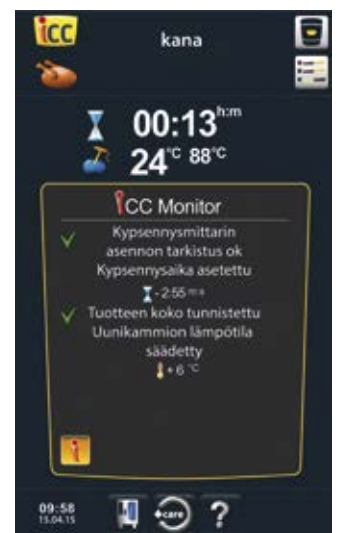 iCC
kana
00:13 h:m
24 °C 88 °C
iCC Monitor
Kypsennysmittarin
asennon tarkistus ok
Kypsennysaika asetettu
- 2:55 m:s
Tuotteen koko tunnistettu
Uunikammion lämpötila
säädetty
+ 6 °C
09:58
15.04.15
care
?